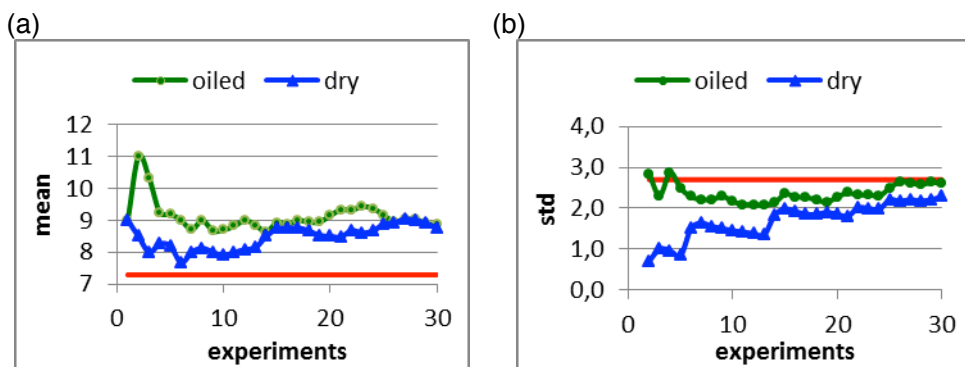 (a)
oiled dry
12
11
10
9
8
7
mean
0 10 20 30
experiments
(b)
oiled dry
4,0
3,0
2,0
1,0
0,0
std
0 10 20 30
experiments